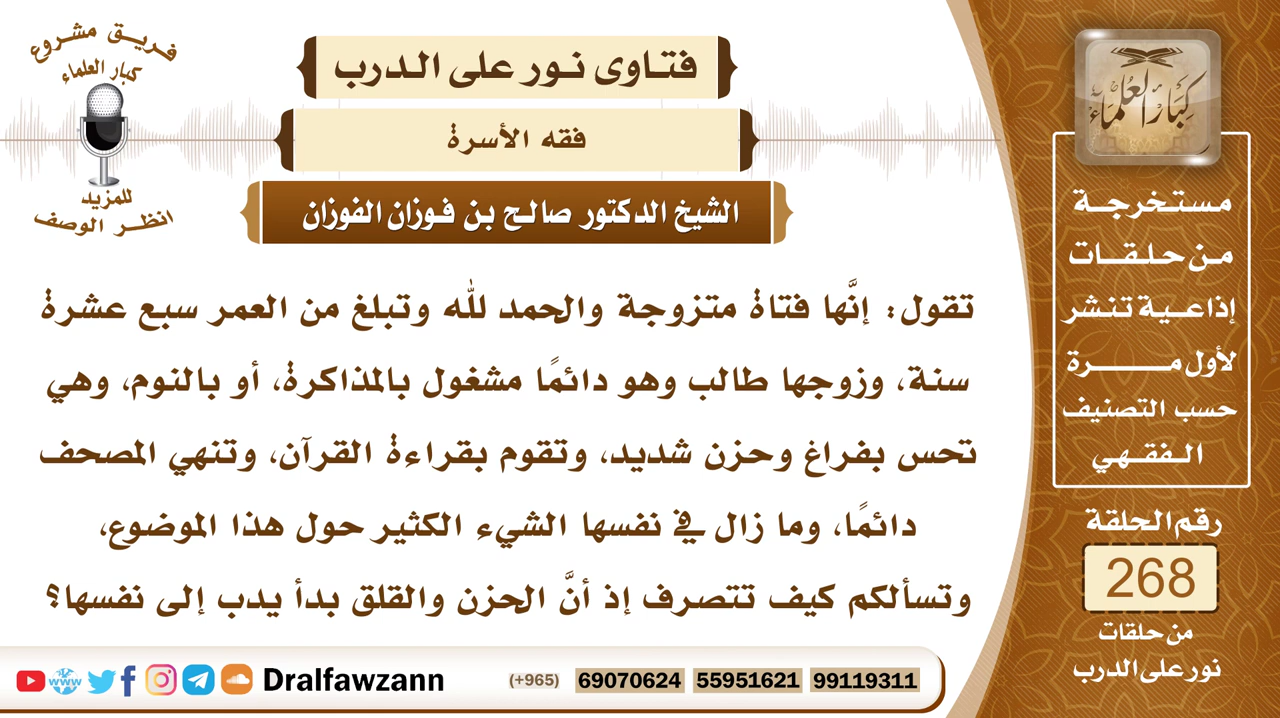 فريق مشروع
كبار العلماء
للمزيد
انظر الوصف
فتاوى نور على الدرب
فقه الأسرة
الشيخ الدكتور صالح بن فوزان الفوزان
تقول: إنَّها فتاة متزوجة والحمد لله وتبلغ من العمر سبع عشرة
سنة، وزوجها طالب وهو دائمًا مشغول بالمذاكرة، أو بالنوم، وهي
تحس بفراغ وحزن شديد، وتقوم بقراءة القرآن، وتنهي المصحف
دائمًا، وما زال في نفسها الشيء الكثير حول هذا الموضوع،
وتسألكم كيف تتصرف إذ أنَّ الحزن والقلق بدأ يدب إلى نفسها؟
كِبَارُ العُلَمَاءِ
مستخرجة
من حلقات
إذاعية تنشر
لأول مرة
حسب التصنيف
الفقهي
رقم الحلقة
268
من حلقات
نور على الدرب
www Dralfawzann (+965) 69070624 55951621 99119311